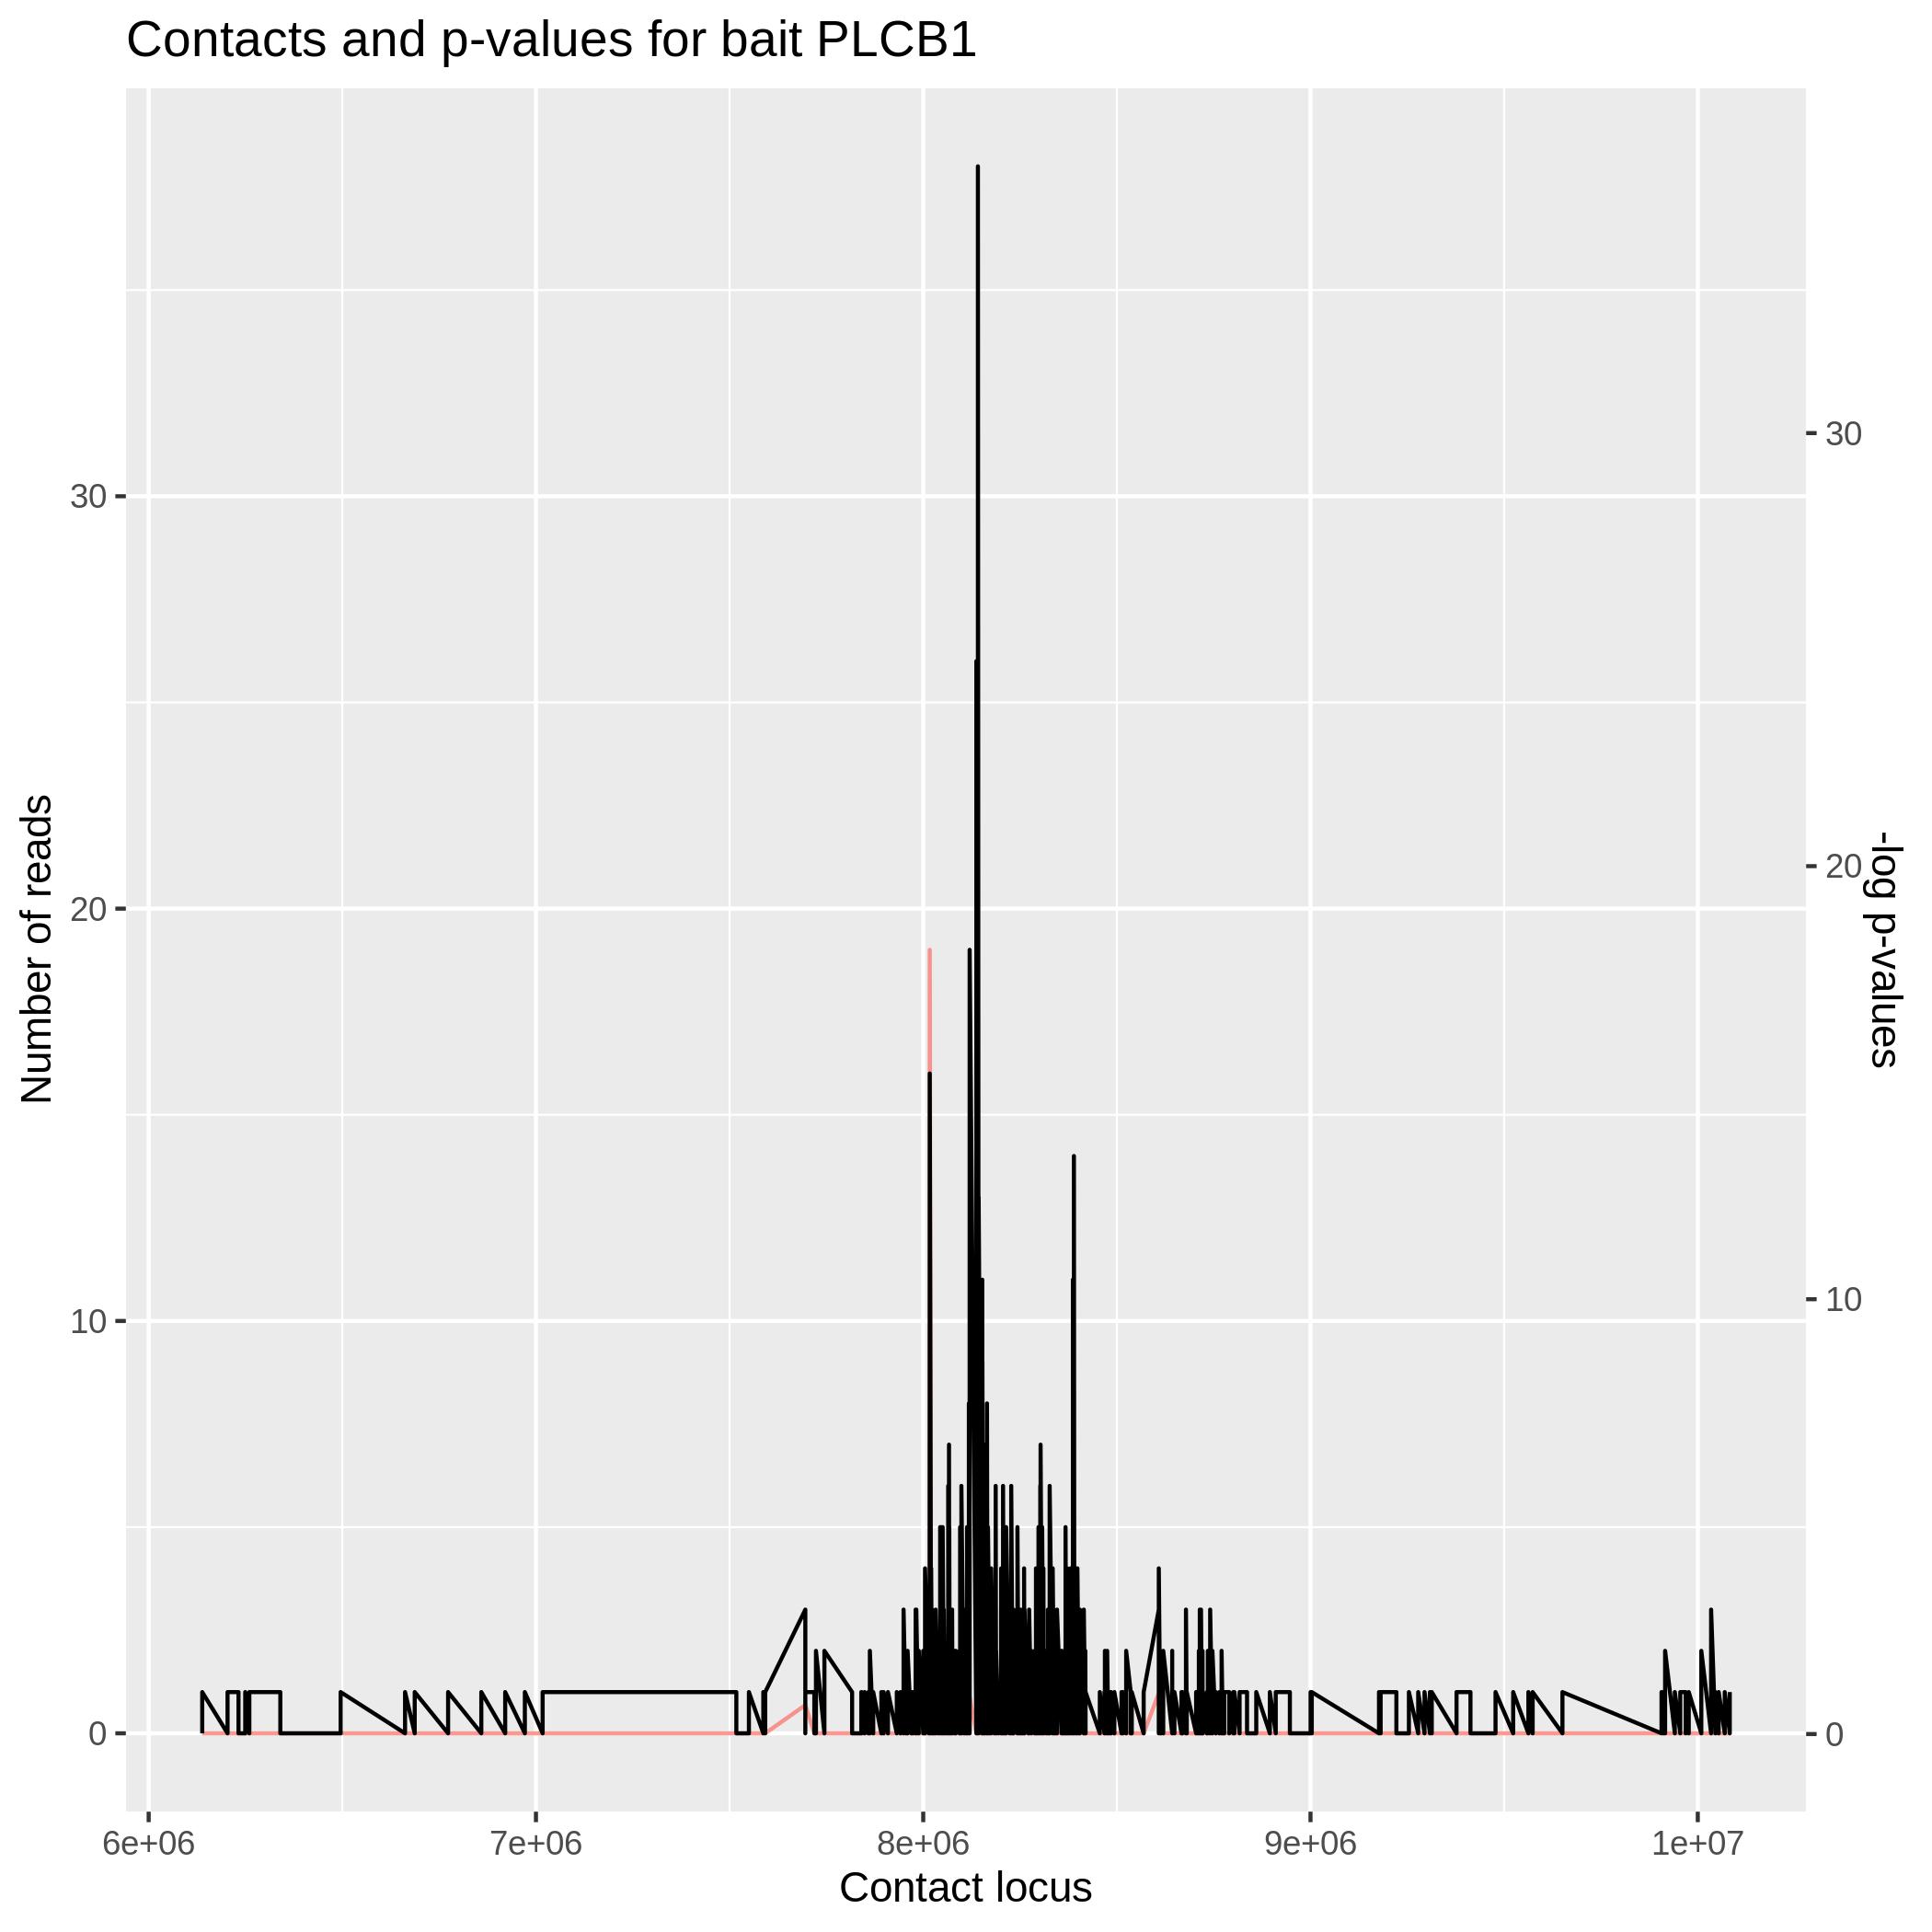 Contacts and p-values for bait PLCB1
30
20
10
0
Number of reads
30
20
10
0
-log p-values
6e+06
7e+06
8e+06
9e+06
1e+07
Contact locus